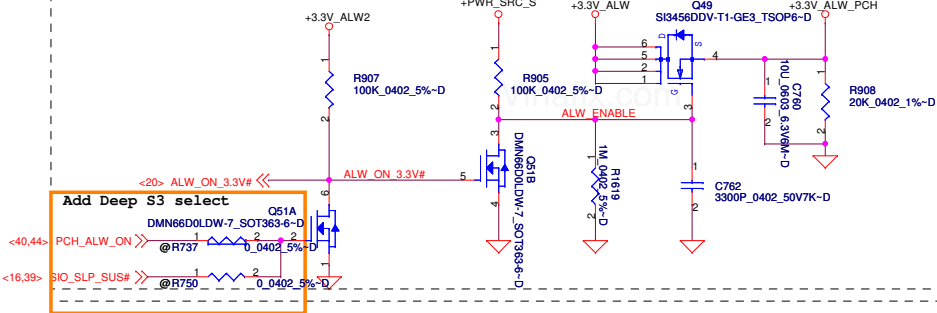 +3.3V_ALW2
+PWR_SRC_S
+3.3V_ALW
Q49
SI3456DDV-T1-GE3_TSOP6~D
+3.3V_ALW_PCH
1
R907
100K_0402_5%~D
2
1
R905
100K_0402_5%~D
2
6
5
2
1
D
S
G
4
3
1
C760
10U_0603_6.3V6M~D
2
1
R908
20K_0402_1%~D
2
vinafix.com
ALW_ENABLE
3
Q51B
DMN66D0LDW-7_SOT363-6~D
5
4
1
R1619
1M_0402_5%~D
2
1
C762
3300P_0402_50V7K~D
2
<20> ALW_ON_3.3V#
ALW_ON_3.3V#
Add Deep S3 select
6
Q51A
DMN66D0LDW-7_SOT363-6~D
<40,44> PCH_ALW_ON
1
2
2
@R737
0_0402_5%~D
1
<16,39> SIO_SLP_SUS#
1
2
@R750
0_0402_5%~D